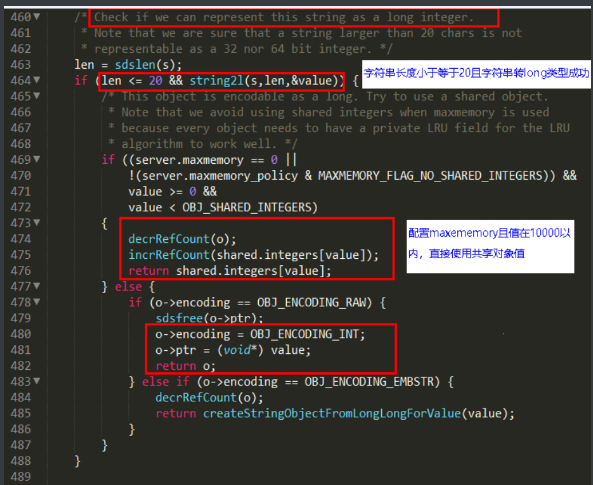 460 /* Check if we can represent this string as a long integer.
461 * Note that we are sure that a string larger than 20 chars is not
462 * representable as a 32 nor 64 bit integer. */
463 len = sdslen(s);
464 if (len <= 20 && string2l(s,len,&value)) {
字符串长度小于等于20且字符串转long类型成功
465 /* This object is encodable as a long. Try to use a shared object.
466 * Note that we avoid using shared integers when maxmemory is used
467 * because every object needs to have a private LRU field for the LRU
468 * algorithm to work well. */
469 if ((server.maxmemory == 0 ||
470 !(server.maxmemory_policy & MAXMEMORY_FLAG_NO_SHARED_INTEGERS)) &&
471 value >= 0 &&
472 value < OBJ_SHARED_INTEGERS)
473 {
474 decrRefCount(o);
475 incrRefCount(shared.integers[value]);
476 return shared.integers[value];
配置maxememory且值在10000以
内，直接使用共享对象值
477 } else {
478 if (o->encoding == OBJ_ENCODING_RAW) {
479 sdsfree(o->ptr);
480 o->encoding = OBJ_ENCODING_INT;
481 o->ptr = (void*) value;
482 return o;
483 } else if (o->encoding == OBJ_ENCODING_EMBSTR) {
484 decrRefCount(o);
485 return createStringObjectFromLongLongForValue(value);
486 }
487 }
488 }
489